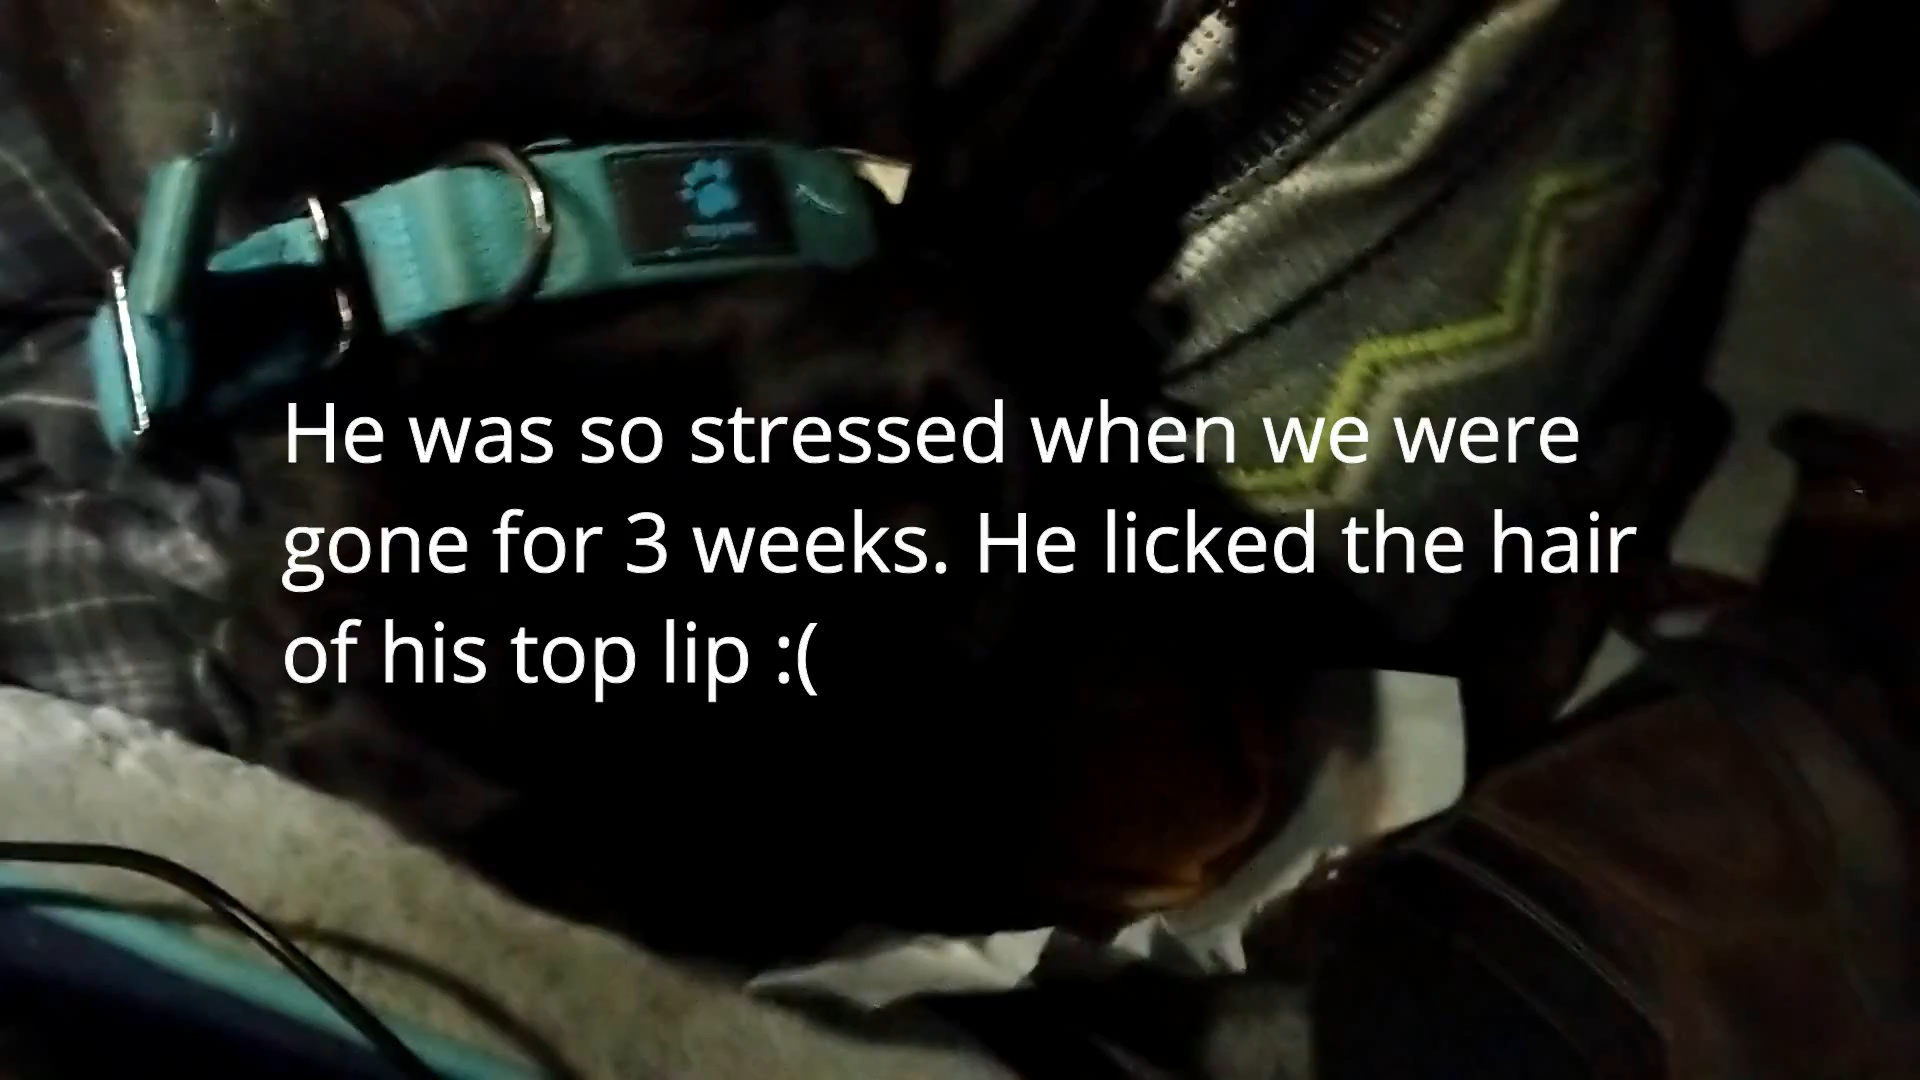 He was so stressed when we were
gone for 3 weeks. He licked the hair
of his top lip :(